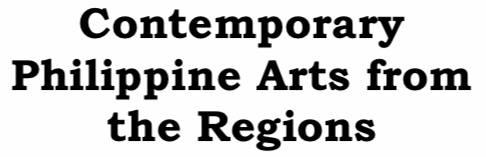 Contemporary
Philippine Arts from
the Regions